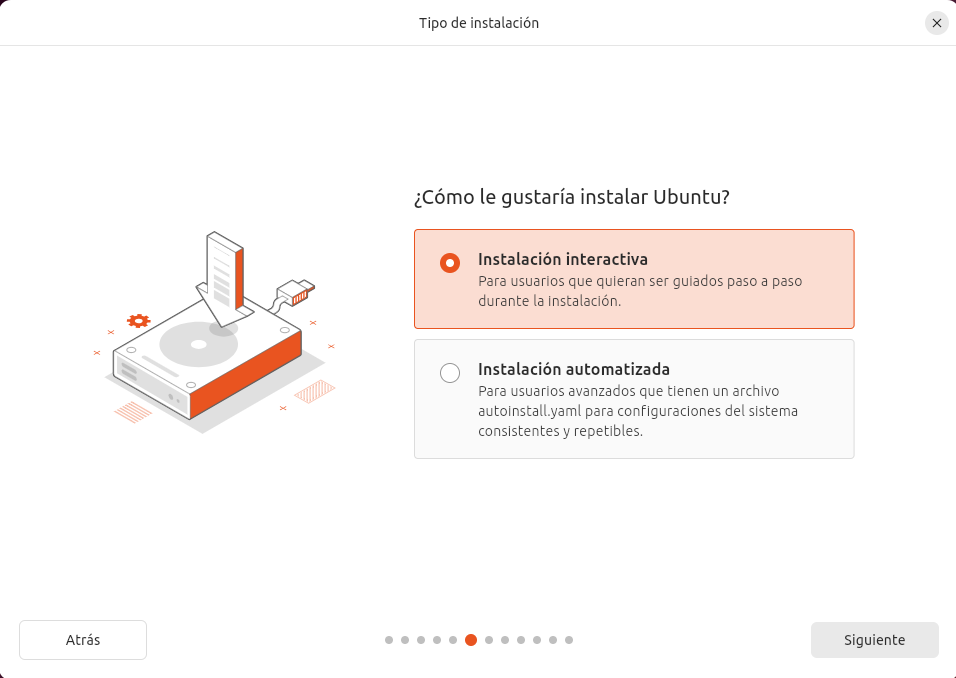 Tipo de instalación
¿Cómo le gustaría instalar Ubuntu?
Instalación interactiva
Para usuarios que quieran ser guiados paso a paso
durante la instalación.
Instalación automatizada
Para usuarios avanzados que tienen un archivo
autoinstall.yaml para configuraciones del sistema
consistentes y repetibles.
Atrás
Siguiente